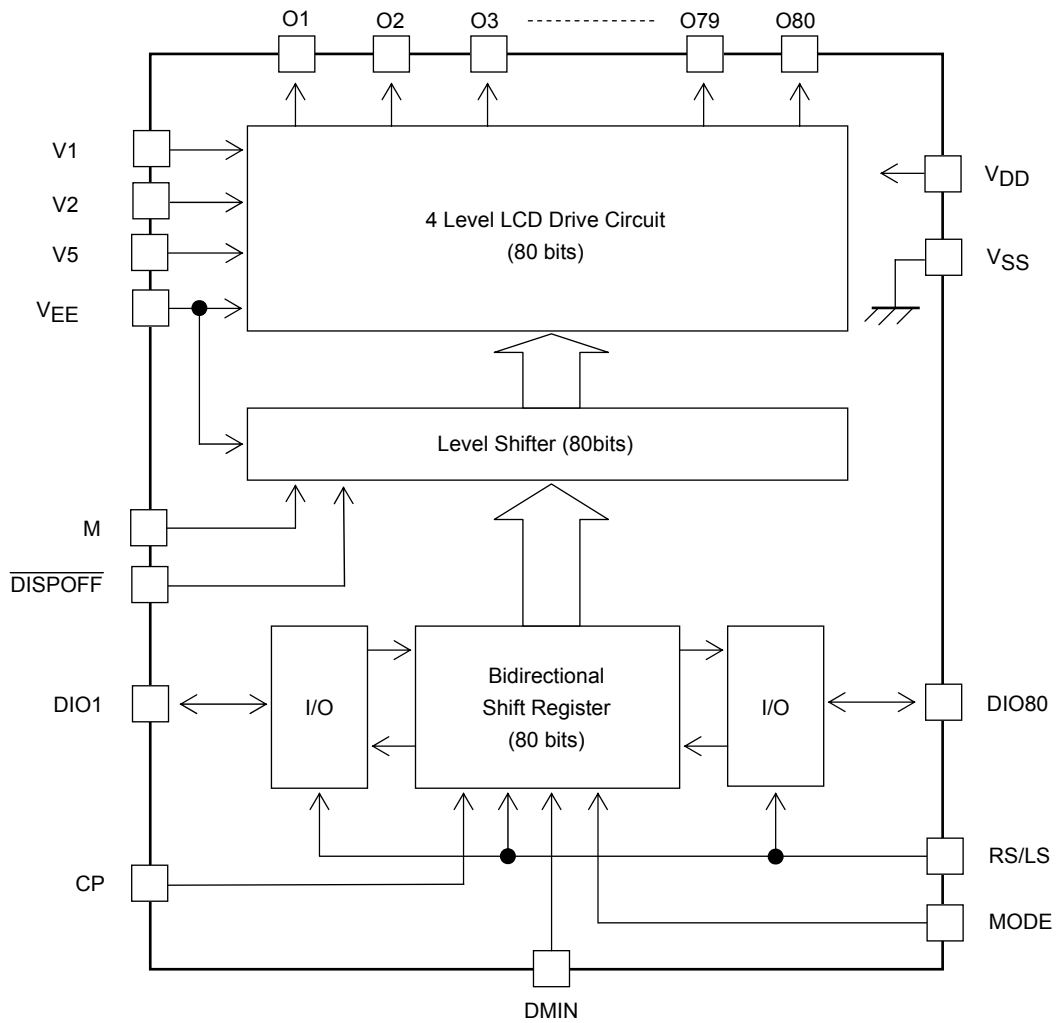 O1 O2 O3 O79 O80
V1
V2
V5
VEE
VDD
VSS
4 Level LCD Drive Circuit
(80 bits)
Level Shifter (80bits)
M
DISPOFF
DIO1
I/O
Bidirectional
Shift Register
(80 bits)
I/O
DIO80
CP
RS/LS
MODE
DMIN